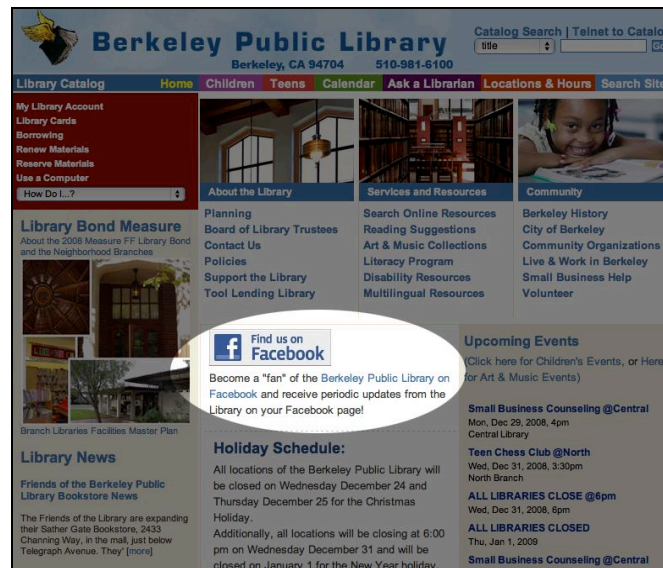 Berkeley Public Library
Berkeley, CA 94704 510-981-6100
Catalog Search | Telnet to Catalo
title
Library Catalog Home Children Teens Calendar Ask a Librarian Locations & Hours Search Site
My Library Account
Library Cards
Borrowing
Renew Materials
Reserve Materials
Use a Computer
How Do I...?
About the Library
Planning
Board of Library Trustees
Contact Us
Policies
Support the Library
Tool Lending Library
Services and Resources
Search Online Resources
Reading Suggestions
Art & Music Collections
Literacy Program
Disability Resources
Multilingual Resources
Community
Berkeley History
City of Berkeley
Community Organizations
Live & Work in Berkeley
Small Business Help
Volunteer
Library Bond Measure
About the 2008 Measure FF Library Bond
and the Neighborhood Branches
Branch Libraries Facilities Master Plan
Library News
Friends of the Berkeley Public
Library Bookstore News
The Friends of the Library are expanding
their Sather Gate Bookstore, 2433
Channing Way, in the mall, just below
Telegraph Avenue. They' [more]
Find us on
Facebook
Become a "fan" of the Berkeley Public Library on
Facebook and receive periodic updates from the
Library on your Facebook page!
Holiday Schedule:
All locations of the Berkeley Public Library will
be closed on Wednesday December 24 and
Thursday December 25 for the Christmas
Holiday.
Additionally, all locations will be closing at 6:00
pm on Wednesday December 31 and will be
closed on January 1 for the New Year holiday.
Upcoming Events
(Click here for Children's Events, or Here
for Art & Music Events)
Small Business Counseling @Central
Mon, Dec 29, 2008, 4pm
Central Library
Teen Chess Club @North
Wed, Dec 31, 2008, 3:30pm
North Branch
ALL LIBRARIES CLOSE @6pm
Wed, Dec 31, 2008, 6pm
ALL LIBRARIES CLOSED
Thu, Jan 1, 2009
Small Business Counseling @Central